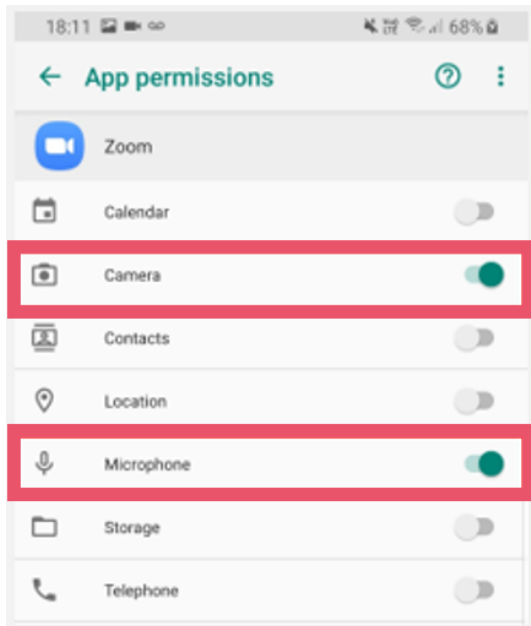 18:11 68%
App permissions
Zoom
Calendar
Camera
Contacts
Location
Microphone
Storage
Telephone